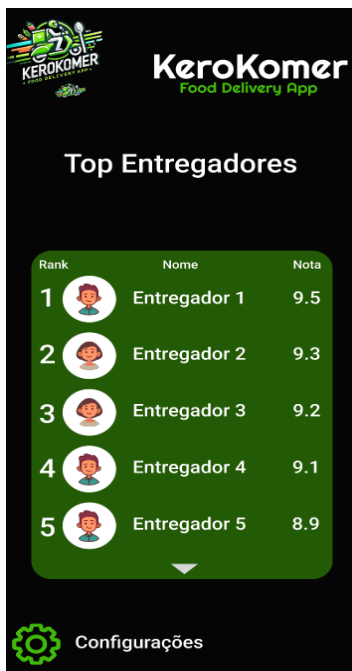 KEROKOMER
FOOD DELIVERY APP
KeroKomer
Food Delivery App
Top Entregadores
Rank Nome Nota
1 Entregador 1 9.5
2 Entregador 2 9.3
3 Entregador 3 9.2
4 Entregador 4 9.1
5 Entregador 5 8.9
Configurações